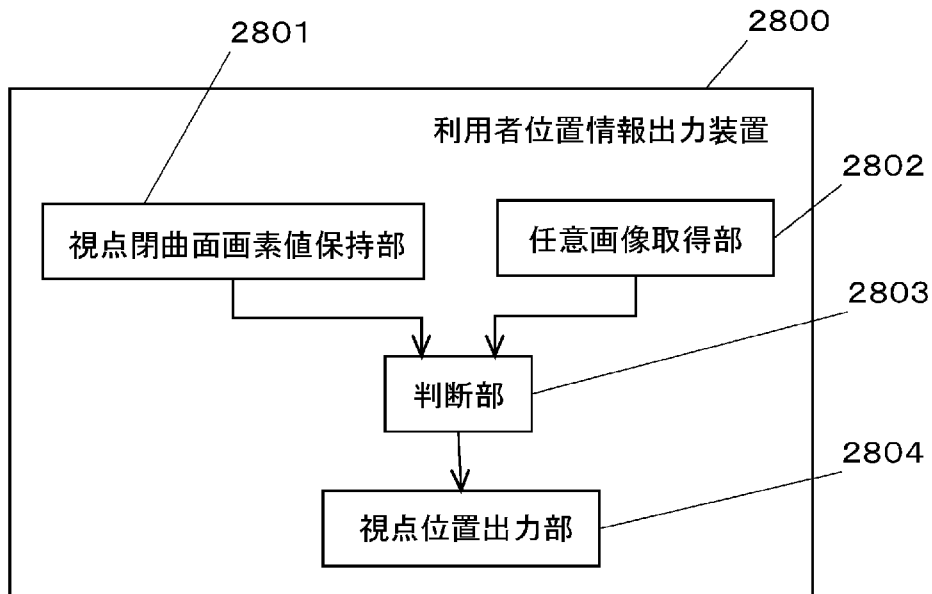 2801
2800
利用者位置情報出力装置
2802
視点閉曲面画素値保持部
任意画像取得部
2803
判断部
2804
視点位置出力部